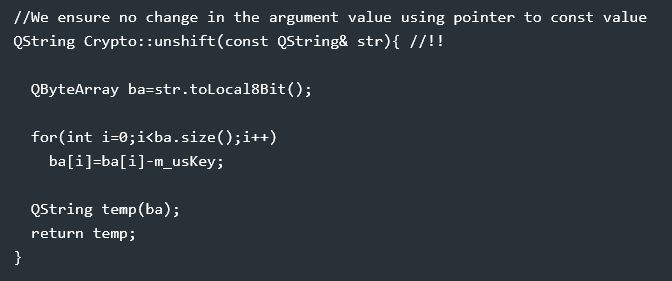 //We ensure no change in the argument value using pointer to const value
QString Crypto::unshift(const QString& str){ //!!
QByteArray ba=str.toLocal8Bit();
for(int i=0;i<ba.size();i++)
ba[i]=ba[i]-m_usKey;
QString temp(ba);
return temp;
}